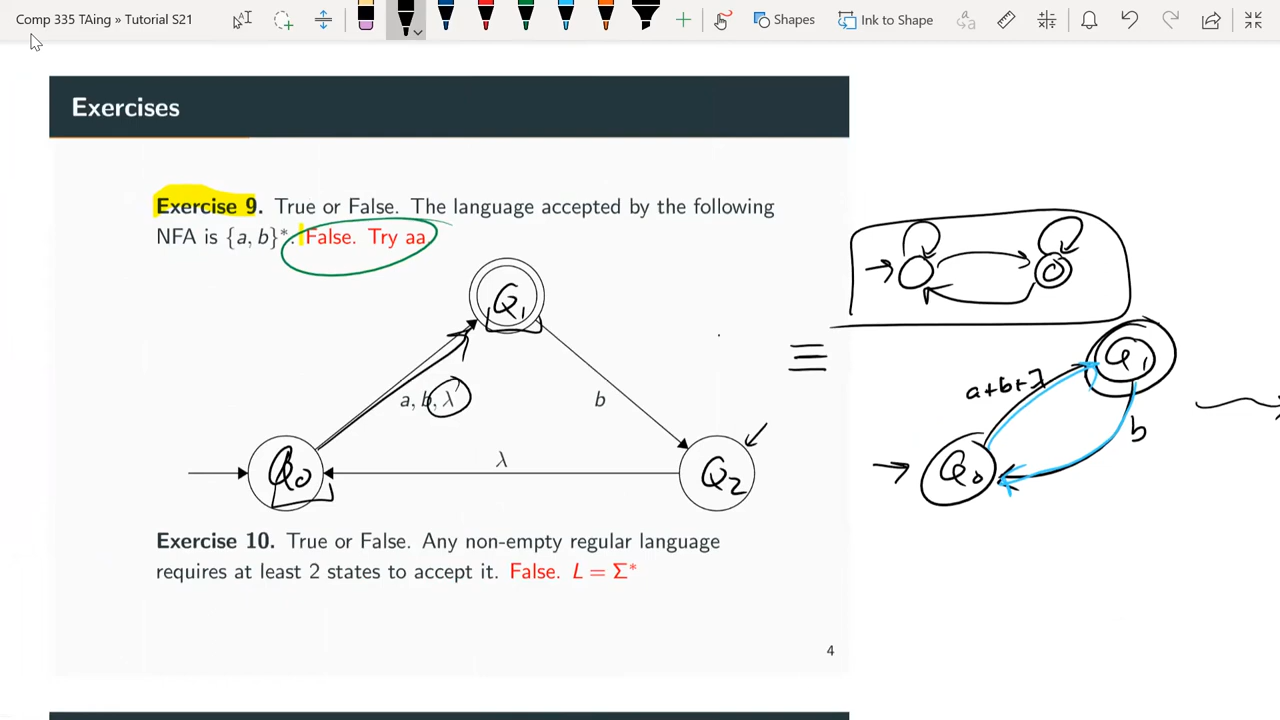 Comp 335 TAing » Tutorial S21
Shapes
Ink to Shape
Exercises
Exercise 9. True or False. The language accepted by the following
NFA is {a, b}*. False. Try aa.
Q₁
a, b, λ
b
Q₀
λ
Q₂
≡
a+b+λ
Q₁
b
Q₀
Exercise 10. True or False. Any non-empty regular language
requires at least 2 states to accept it. False. L = Σ*
4